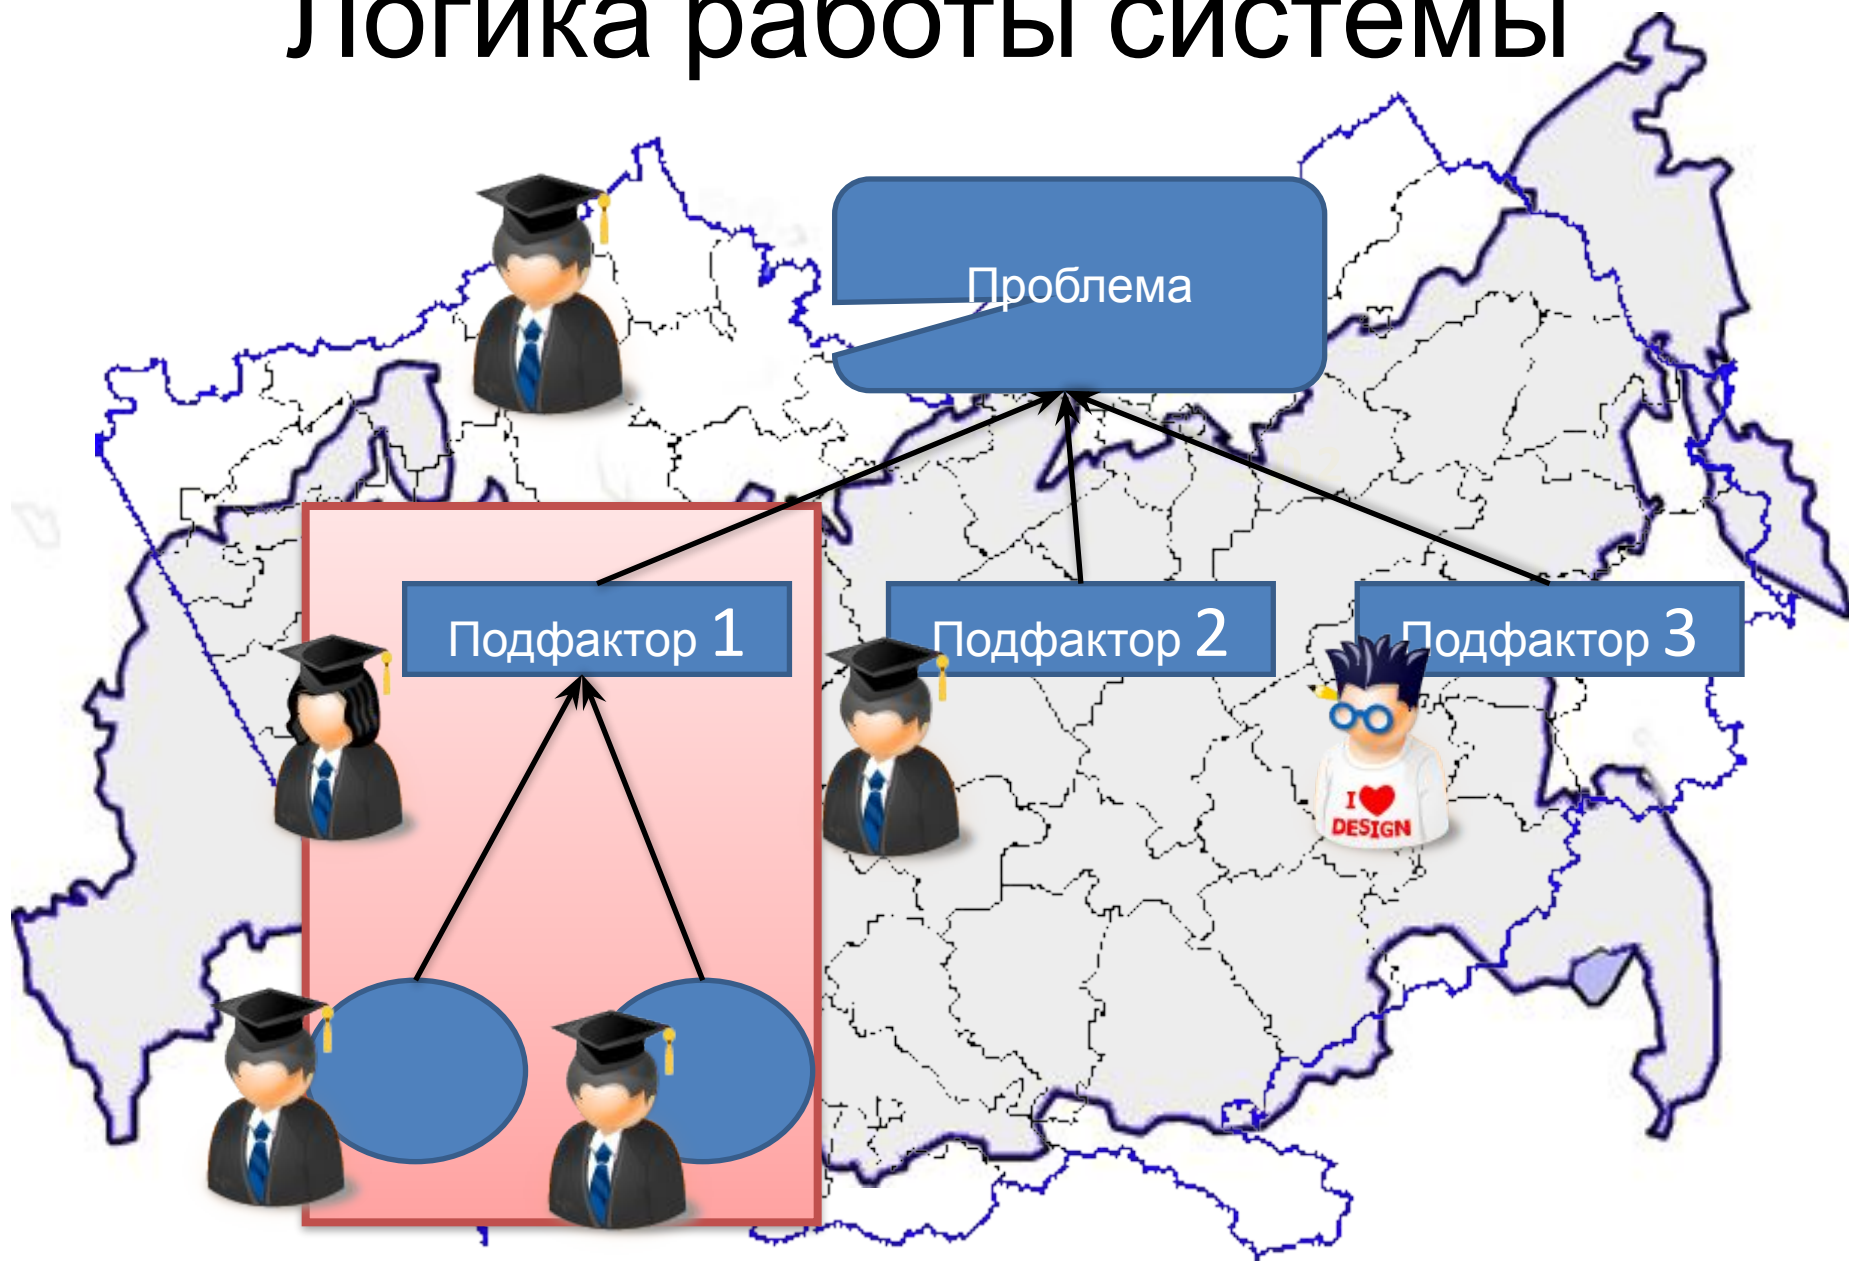 Логика работы системы
Проблема
Подфактор 1
Подфактор 2
Подфактор 3
I
DESIGN